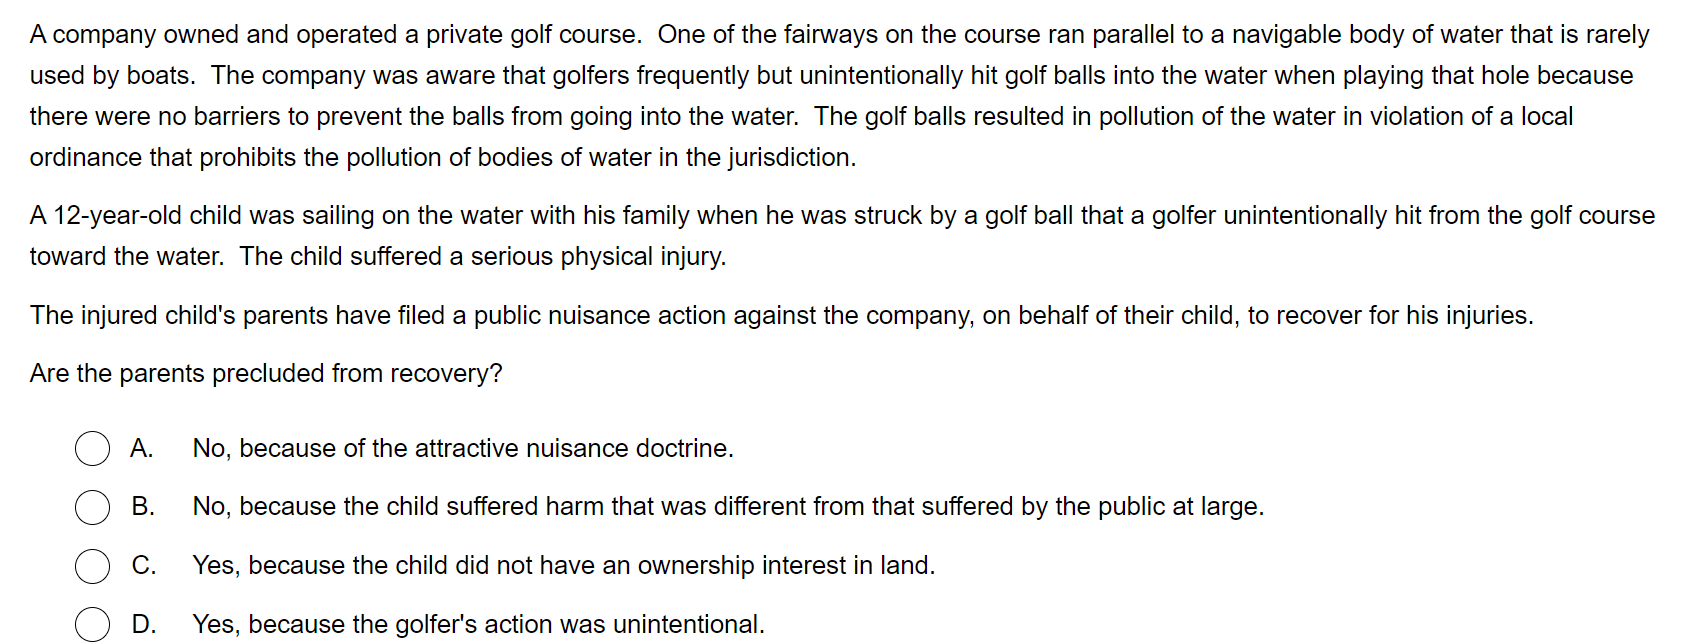 A company owned and operated a private golf course.  One of the fairways on the course ran parallel to a navigable body of water that is rarely
used by boats.  The company was aware that golfers frequently but unintentionally hit golf balls into the water when playing that hole because
there were no barriers to prevent the balls from going into the water.  The golf balls resulted in pollution of the water in violation of a local
ordinance that prohibits the pollution of bodies of water in the jurisdiction.
A 12-year-old child was sailing on the water with his family when he was struck by a golf ball that a golfer unintentionally hit from the golf course
toward the water.  The child suffered a serious physical injury.
The injured child's parents have filed a public nuisance action against the company, on behalf of their child, to recover for his injuries.
Are the parents precluded from recovery?
A. No, because of the attractive nuisance doctrine.
B. No, because the child suffered harm that was different from that suffered by the public at large.
C. Yes, because the child did not have an ownership interest in land.
D. Yes, because the golfer's action was unintentional.